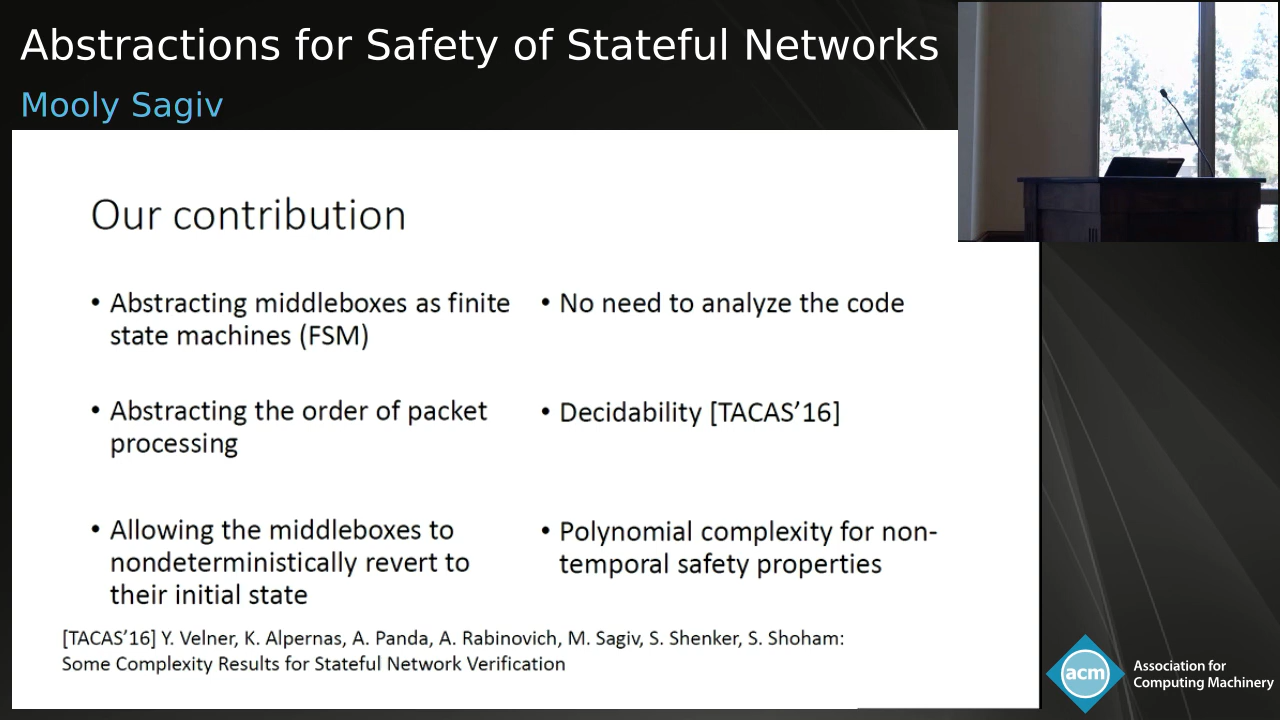 Abstractions for Safety of Stateful Networks
Mooly Sagiv
Our contribution
• Abstracting middleboxes as finite
state machines (FSM)
• No need to analyze the code
• Abstracting the order of packet
processing
• Decidability [TACAS’16]
• Allowing the middleboxes to
nondeterministically revert to
their initial state
• Polynomial complexity for non-
temporal safety properties
[TACAS’16] Y. Velner, K. Alpernas, A. Panda, A. Rabinovich, M. Sagiv, S. Shenker, S. Shoham:
Some Complexity Results for Stateful Network Verification
acm
Association for
Computing Machinery